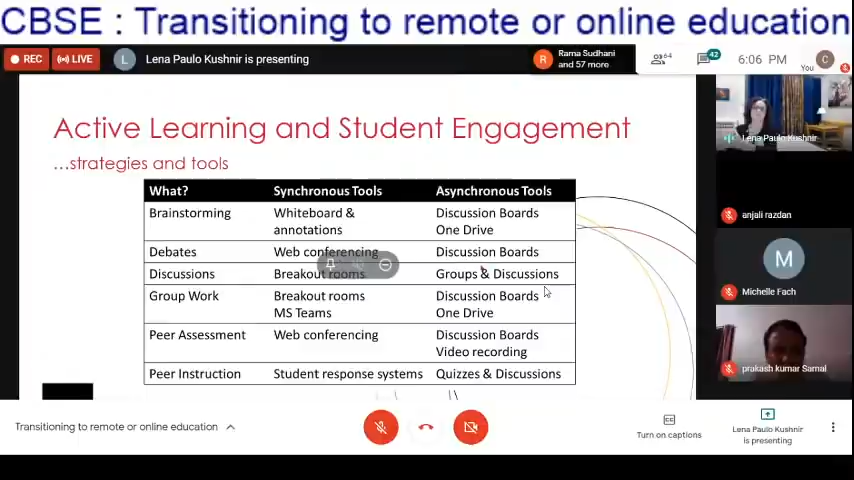 CBSE : Transitioning to remote or online education
REC
LIVE
L
Lena Paulo Kushnir is presenting
R
Rama Sudhani
and 57 more
64
42
6:06 PM
You
C
Active Learning and Student Engagement
...strategies and tools
What? Synchronous Tools Asynchronous Tools
Brainstorming Whiteboard & Discussion Boards
annotations One Drive
Debates Web conferencing Discussion Boards
Discussions Breakout rooms Groups & Discussions
Group Work Breakout rooms Discussion Boards
MS Teams One Drive
Peer Assessment Web conferencing Discussion Boards
Video recording
Peer Instruction Student response systems Quizzes & Discussions
Lena Paulo Kushnir
anjali razdan
M
Michelle Fach
prakash kumar Samal
Transitioning to remote or online education
CC
Turn on captions
Lena Paulo Kushnir
is presenting